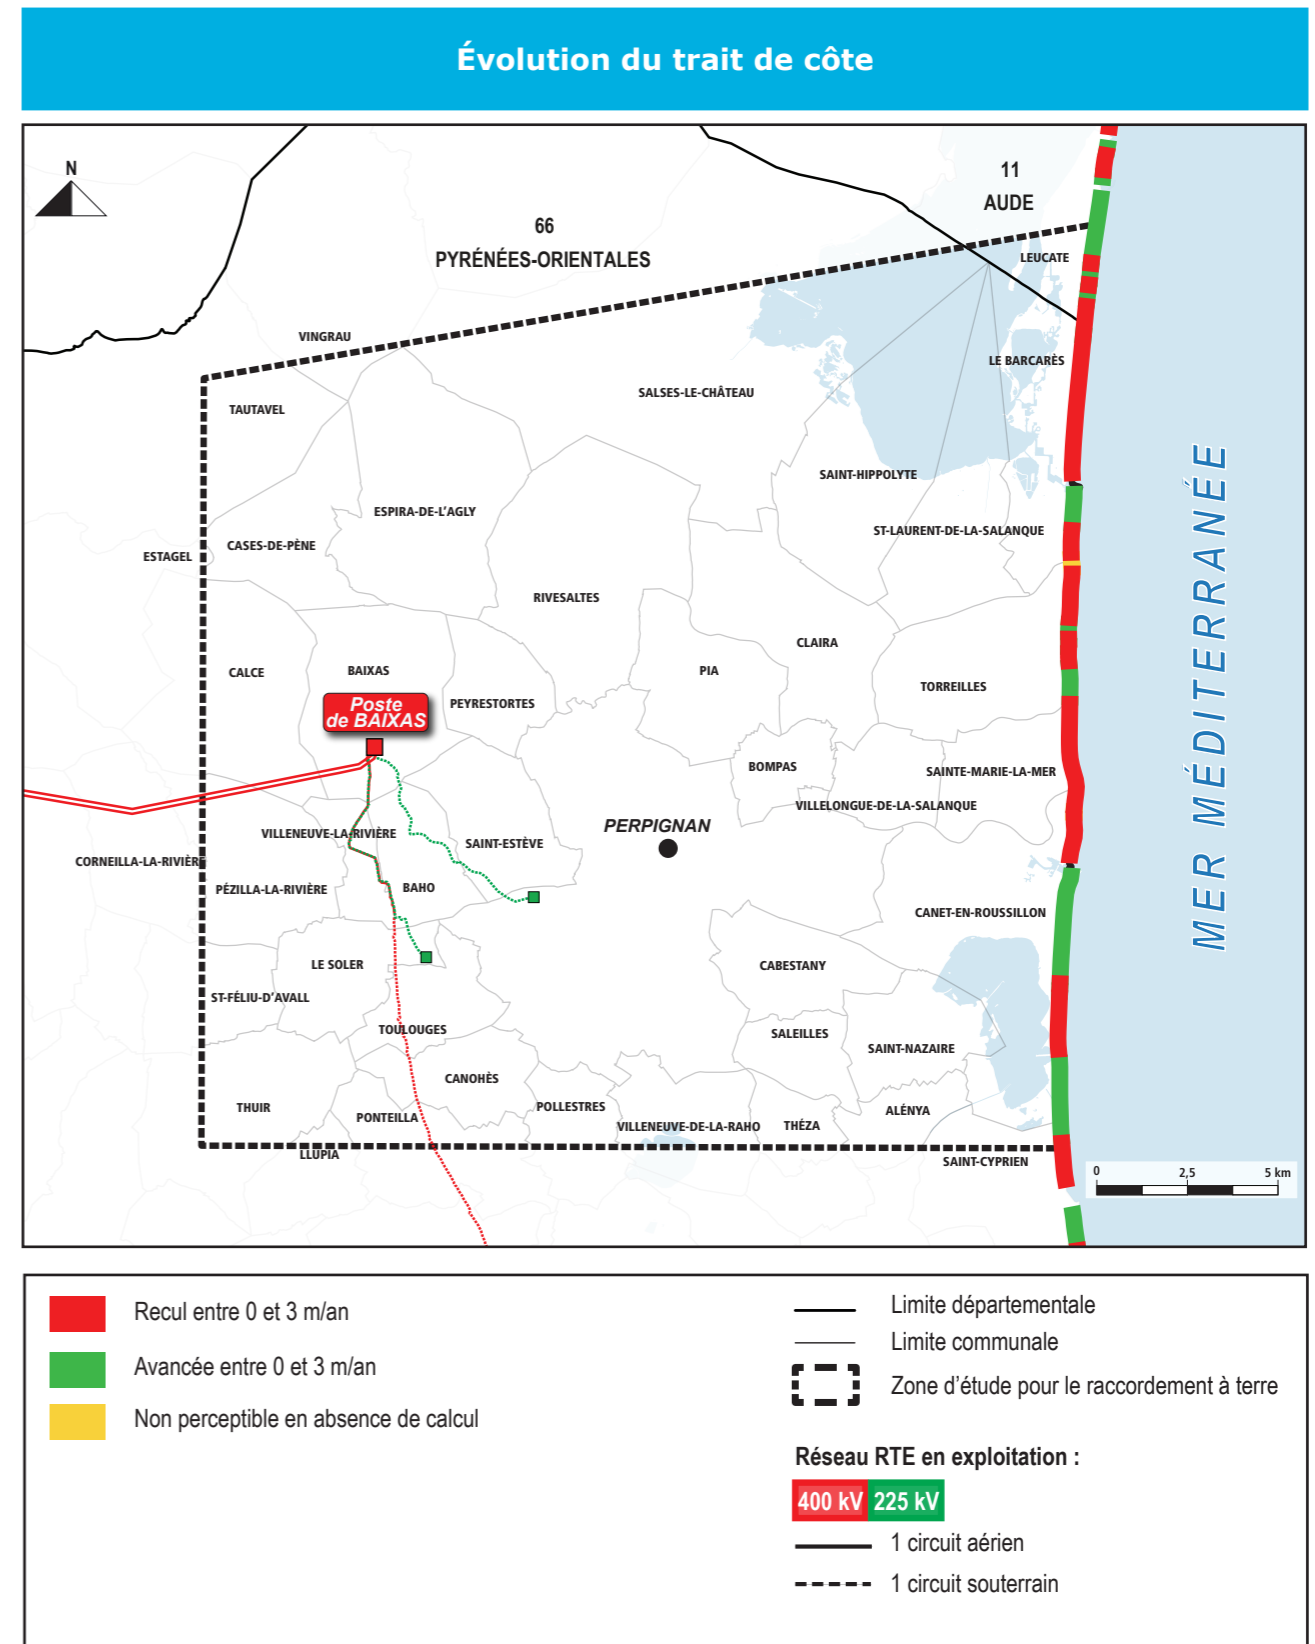 Évolution du trait de côte
N
11
AUDE
66
PYRÉNÉES-ORIENTALES
LEUCATE
VINGRAU
LE BARCARÈS
SALSES-LE-CHÂTEAU
TAUTAVEL
SAINT-HIPPOLYTE
ESPIRA-DE-L'AGLY
ST-LAURENT-DE-LA-SALANQUE
CASES-DE-PÈNE
ESTAGEL
RIVESALTES
CLAIRA
CALCE
BAIXAS
PIA
TORREILLES
PEYRESTORTES
Poste
de BAIXAS
BOMPAS
SAINTE-MARIE-LA-MER
VILLELONGUE-DE-LA-SALANQUE
PERPIGNAN
VILLENEUVE-LA-RIVIÈRE
SAINT-ESTÈVE
CORNEILLA-LA-RIVIÈRE
PÉZILLA-LA-RIVIÈRE
BAHO
CANET-EN-ROUSSILLON
LE SOLER
CABESTANY
ST-FÉLIU-D'AVALL
TOULOUGES
SALEILLES
SAINT-NAZAIRE
CANOHÈS
THUIR
PONTEILLA
POLLESTRES
ALÉNYA
VILLENEUVE-DE-LA-RAHO
THÉZA
LLUPIA
SAINT-CYPRIEN
MER MÉDITERRANÉE
0 2,5 5 km
Recul entre 0 et 3 m/an
Avancée entre 0 et 3 m/an
Non perceptible en absence de calcul
Limite départementale
Limite communale
Zone d'étude pour le raccordement à terre
Réseau RTE en exploitation :
400 kV 225 kV
1 circuit aérien
1 circuit souterrain